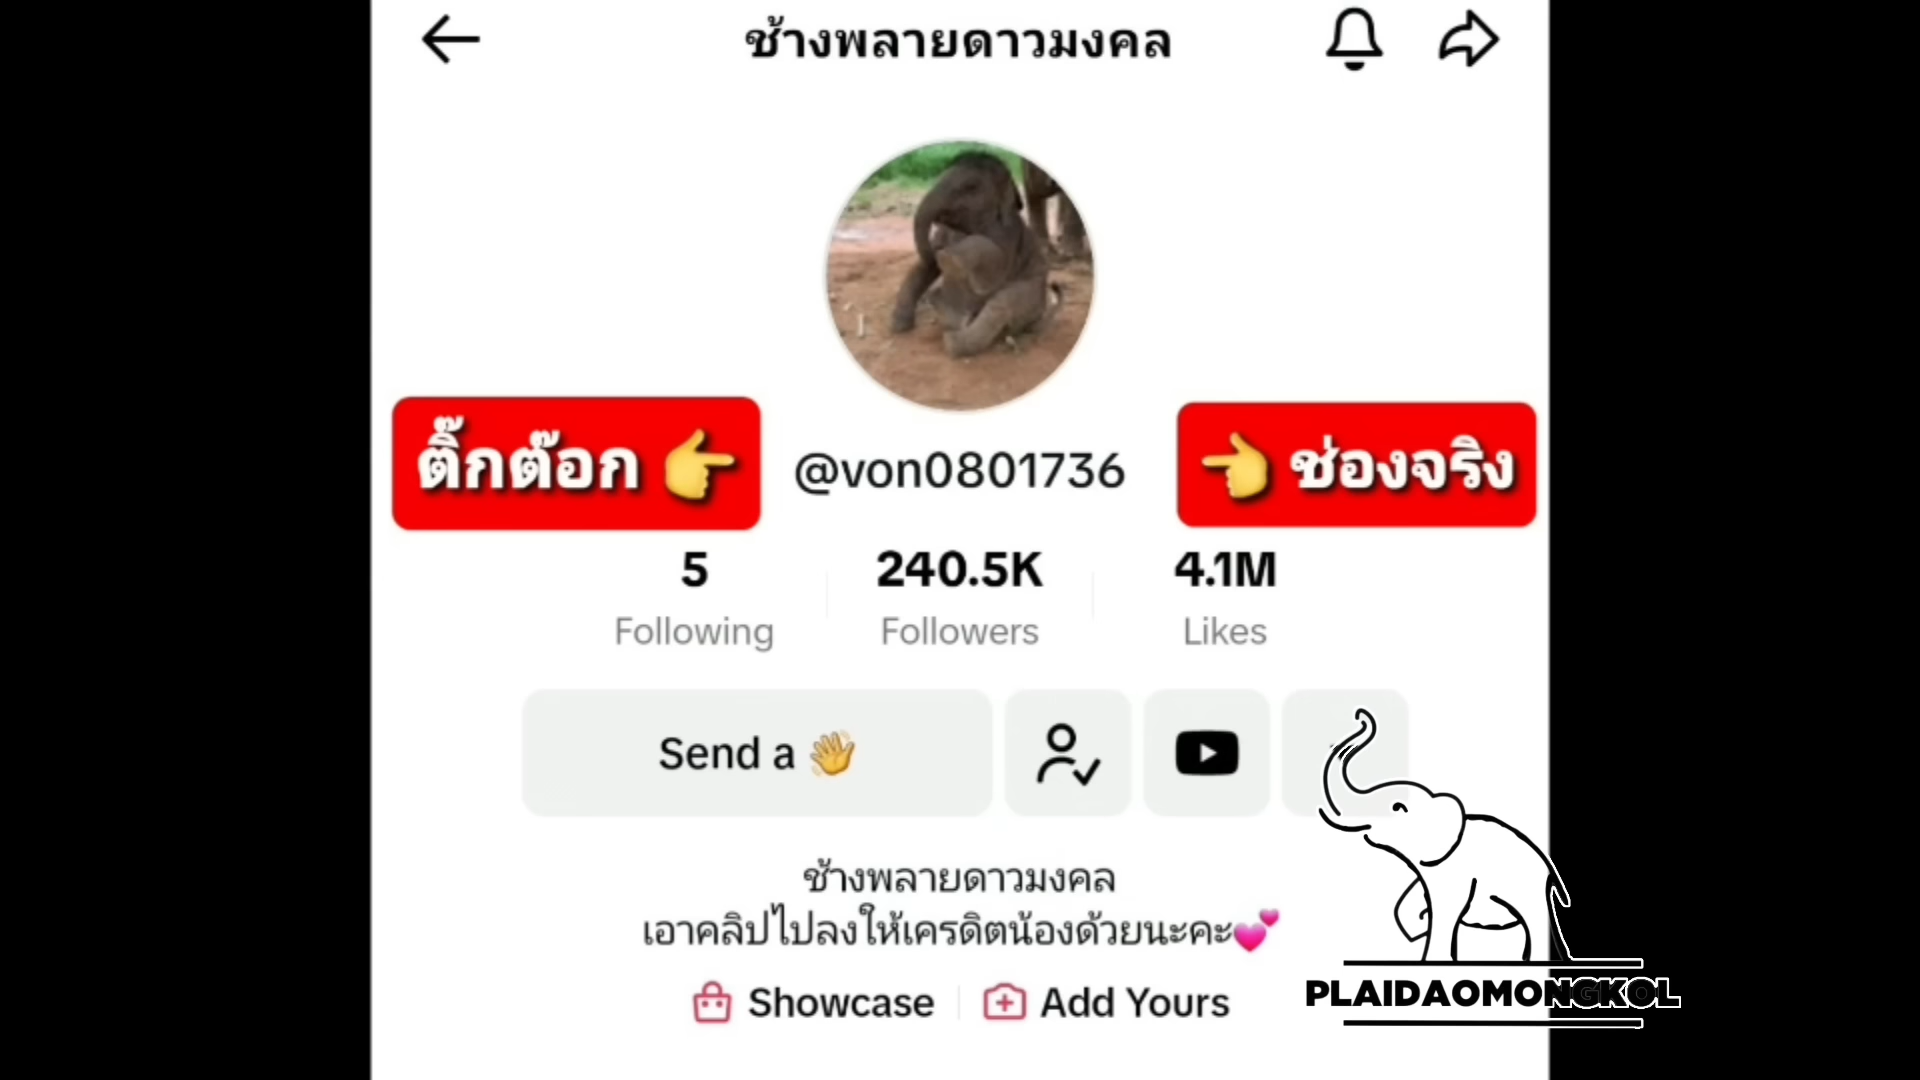 ช้างพลายดาวมงคล
ติ๊กต๊อก 👉 @von0801736 👈 ช่องจริง
5 240.5K 4.1M
Following Followers Likes
Send a 👋
ช้างพลายดาวมงคล
เอาคลิปไปลงให้เครดิตน้องด้วยนะคะ💕
Showcase Add Yours
PLAIDAOMONGKOL